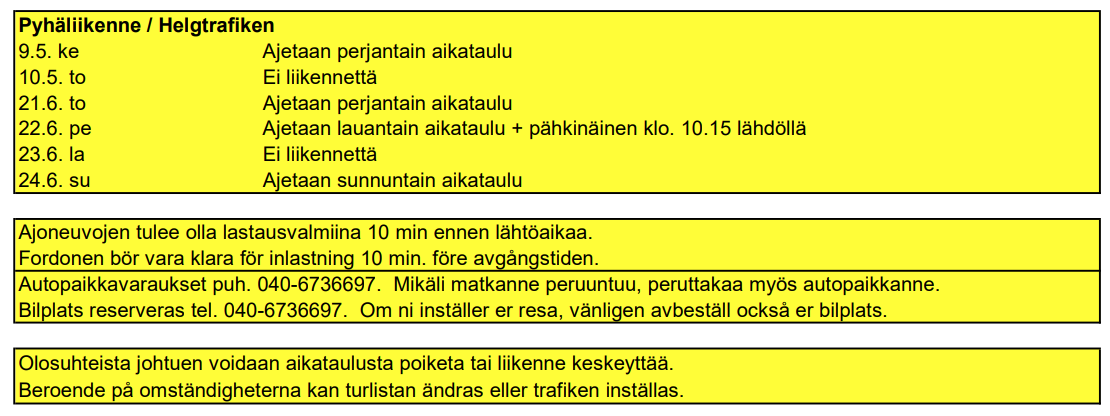 Pyhäliikenne / Helgtrafiken
9.5. ke Ajetaan perjantain aikataulu
10.5. to Ei liikennettä
21.6. to Ajetaan perjantain aikataulu
22.6. pe Ajetaan lauantain aikataulu + pähkinäinen klo. 10.15 lähdöllä
23.6. la Ei liikennettä
24.6. su Ajetaan sunnuntain aikataulu
Ajoneuvojen tulee olla lastausvalmiina 10 min ennen lähtöaikaa.
Fordonen bör vara klara för inlastning 10 min. före avgångstiden.
Autopaikkavaraukset puh. 040-6736697.  Mikäli matkanne peruuntuu, peruttakaa myös autopaikkanne.
Bilplats reserveras tel. 040-6736697.  Om ni inställer er resa, vänligen avbeställ också er bilplats.
Olosuhteista johtuen voidaan aikataulusta poiketa tai liikenne keskeyttää.
Beroende på omständigheterna kan turlistan ändras eller trafiken inställas.